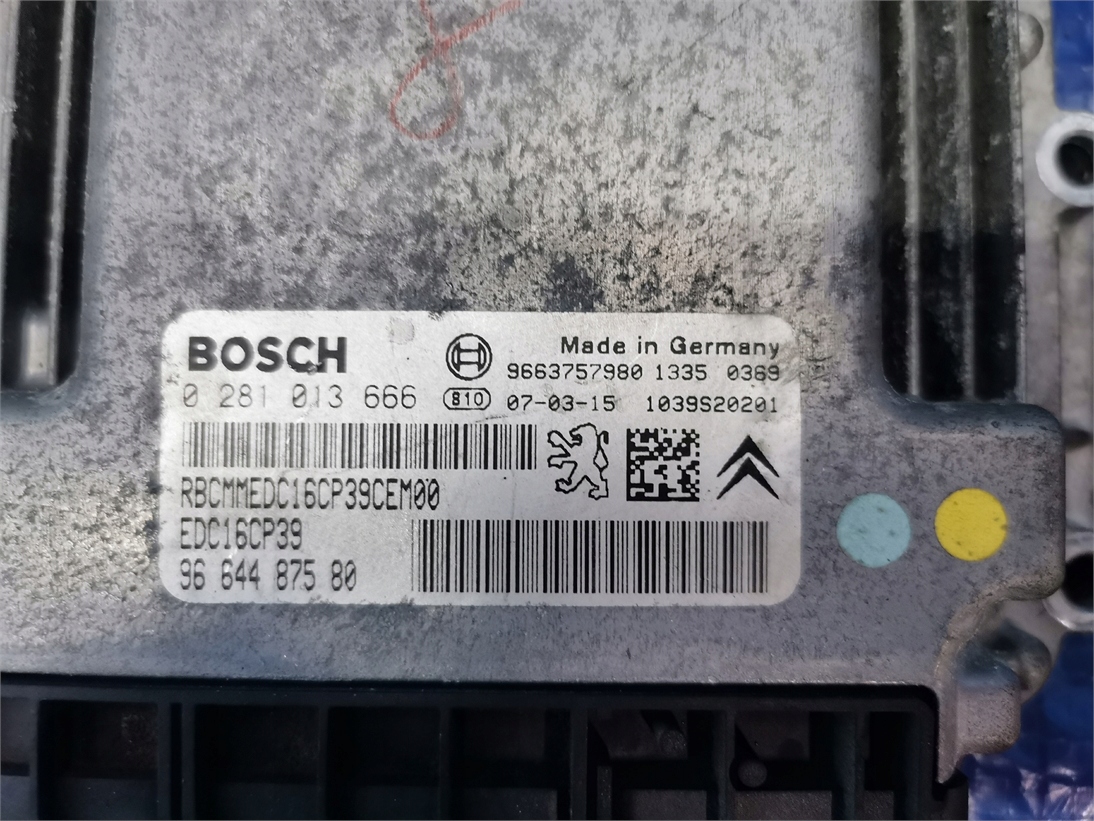 BOSCH
Made in Germany
9663757980 1335 0369
0 281 013 666
810 07-03-15 1039S20201
RBCMMEDC16CP39CEM00
EDC16CP39
96 644 875 80